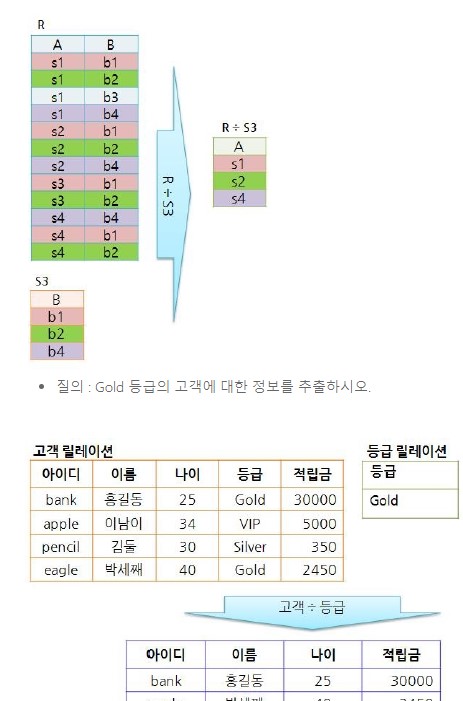 R
A B
s1 b1
s1 b2
s1 b3
s1 b4
s2 b1
s2 b2
s2 b4
s3 b1
s3 b2
s4 b4
s4 b1
s4 b2
R ÷ S3
R ÷ S3
A
s1
s2
s4
S3
B
b1
b2
b4
• 질의 : Gold 등급의 고객에 대한 정보를 추출하시오.
고객 릴레이션
아이디 이름 나이 등급 적립금
bank 홍길동 25 Gold 30000
apple 이남이 34 VIP 5000
pencil 김둘 30 Silver 350
eagle 박세째 40 Gold 2450
등급 릴레이션
등급
Gold
고객 ÷ 등급
아이디 이름 나이 적립금
bank 홍길동 25 30000